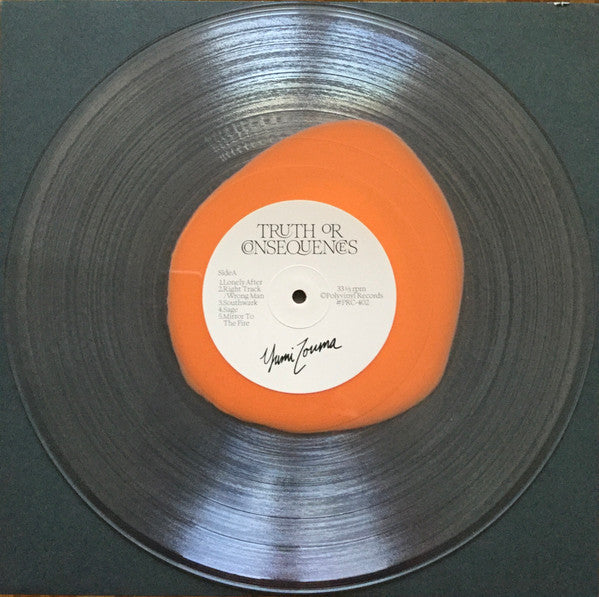 TRUTH OR
CONSEQUENCES
Side A
1.Lonely After
2.Right Track
/Wrong Man
3.Southwark
4.Sage
5.Mirror To
The Fire
33⅓ rpm
©Polyvinyl Records
#PRC-402
Yumi Zouma